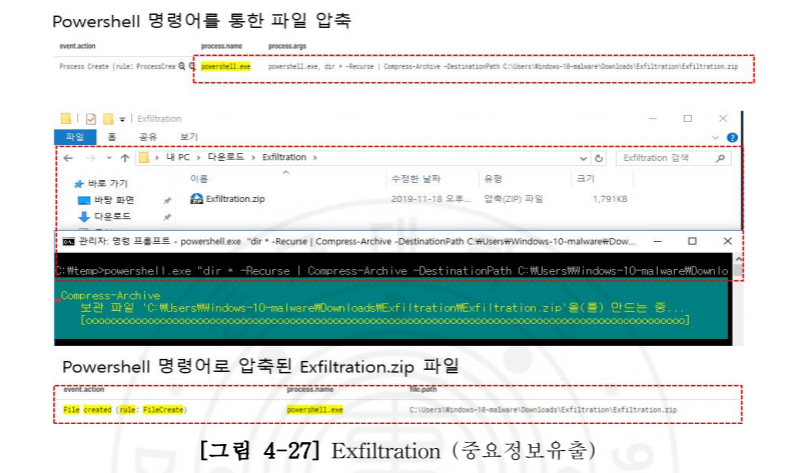 Powershell 명령어를 통한 파일 압축
event.action process.name process.args
Process Create (rule: ProcessCrea powershell.exe powershell.exe, dir * -Recurse | Compress-Archive -DestinationPath C:\Users\Windows-10-malware\Downloads\Exfiltration\Exfiltration.zip
Exfiltration
파일 홈 공유 보기
내 PC > 다운로드 > Exfiltration > Exfiltration 검색
바로 가기 이름 수정한 날짜 유형 크기
바탕 화면 Exfiltration.zip 2019-11-18 오후... 압축(ZIP) 파일 1,791KB
다운로드
관리자: 명령 프롬프트 - powershell.exe "dir * -Recurse | Compress-Archive -DestinationPath C:₩Users₩Windows-10-malware₩Dow...
C:₩temp>powershell.exe "dir * -Recurse | Compress-Archive -DestinationPath C:₩Users₩Windows-10-malware₩Downlo
Compress-Archive
보관 파일 'C:₩Users₩Windows-10-malware₩Downloads₩Exfiltration₩Exfiltration.zip'을(를) 만드는 중...
Powershell 명령어로 압축된 Exfiltration.zip 파일
event.action process.name file.path
File created (rule: FileCreate) powershell.exe C:\Users\Windows-10-malware\Downloads\Exfiltration\Exfiltration.zip
[그림 4-27] Exfiltration (중요정보유출)